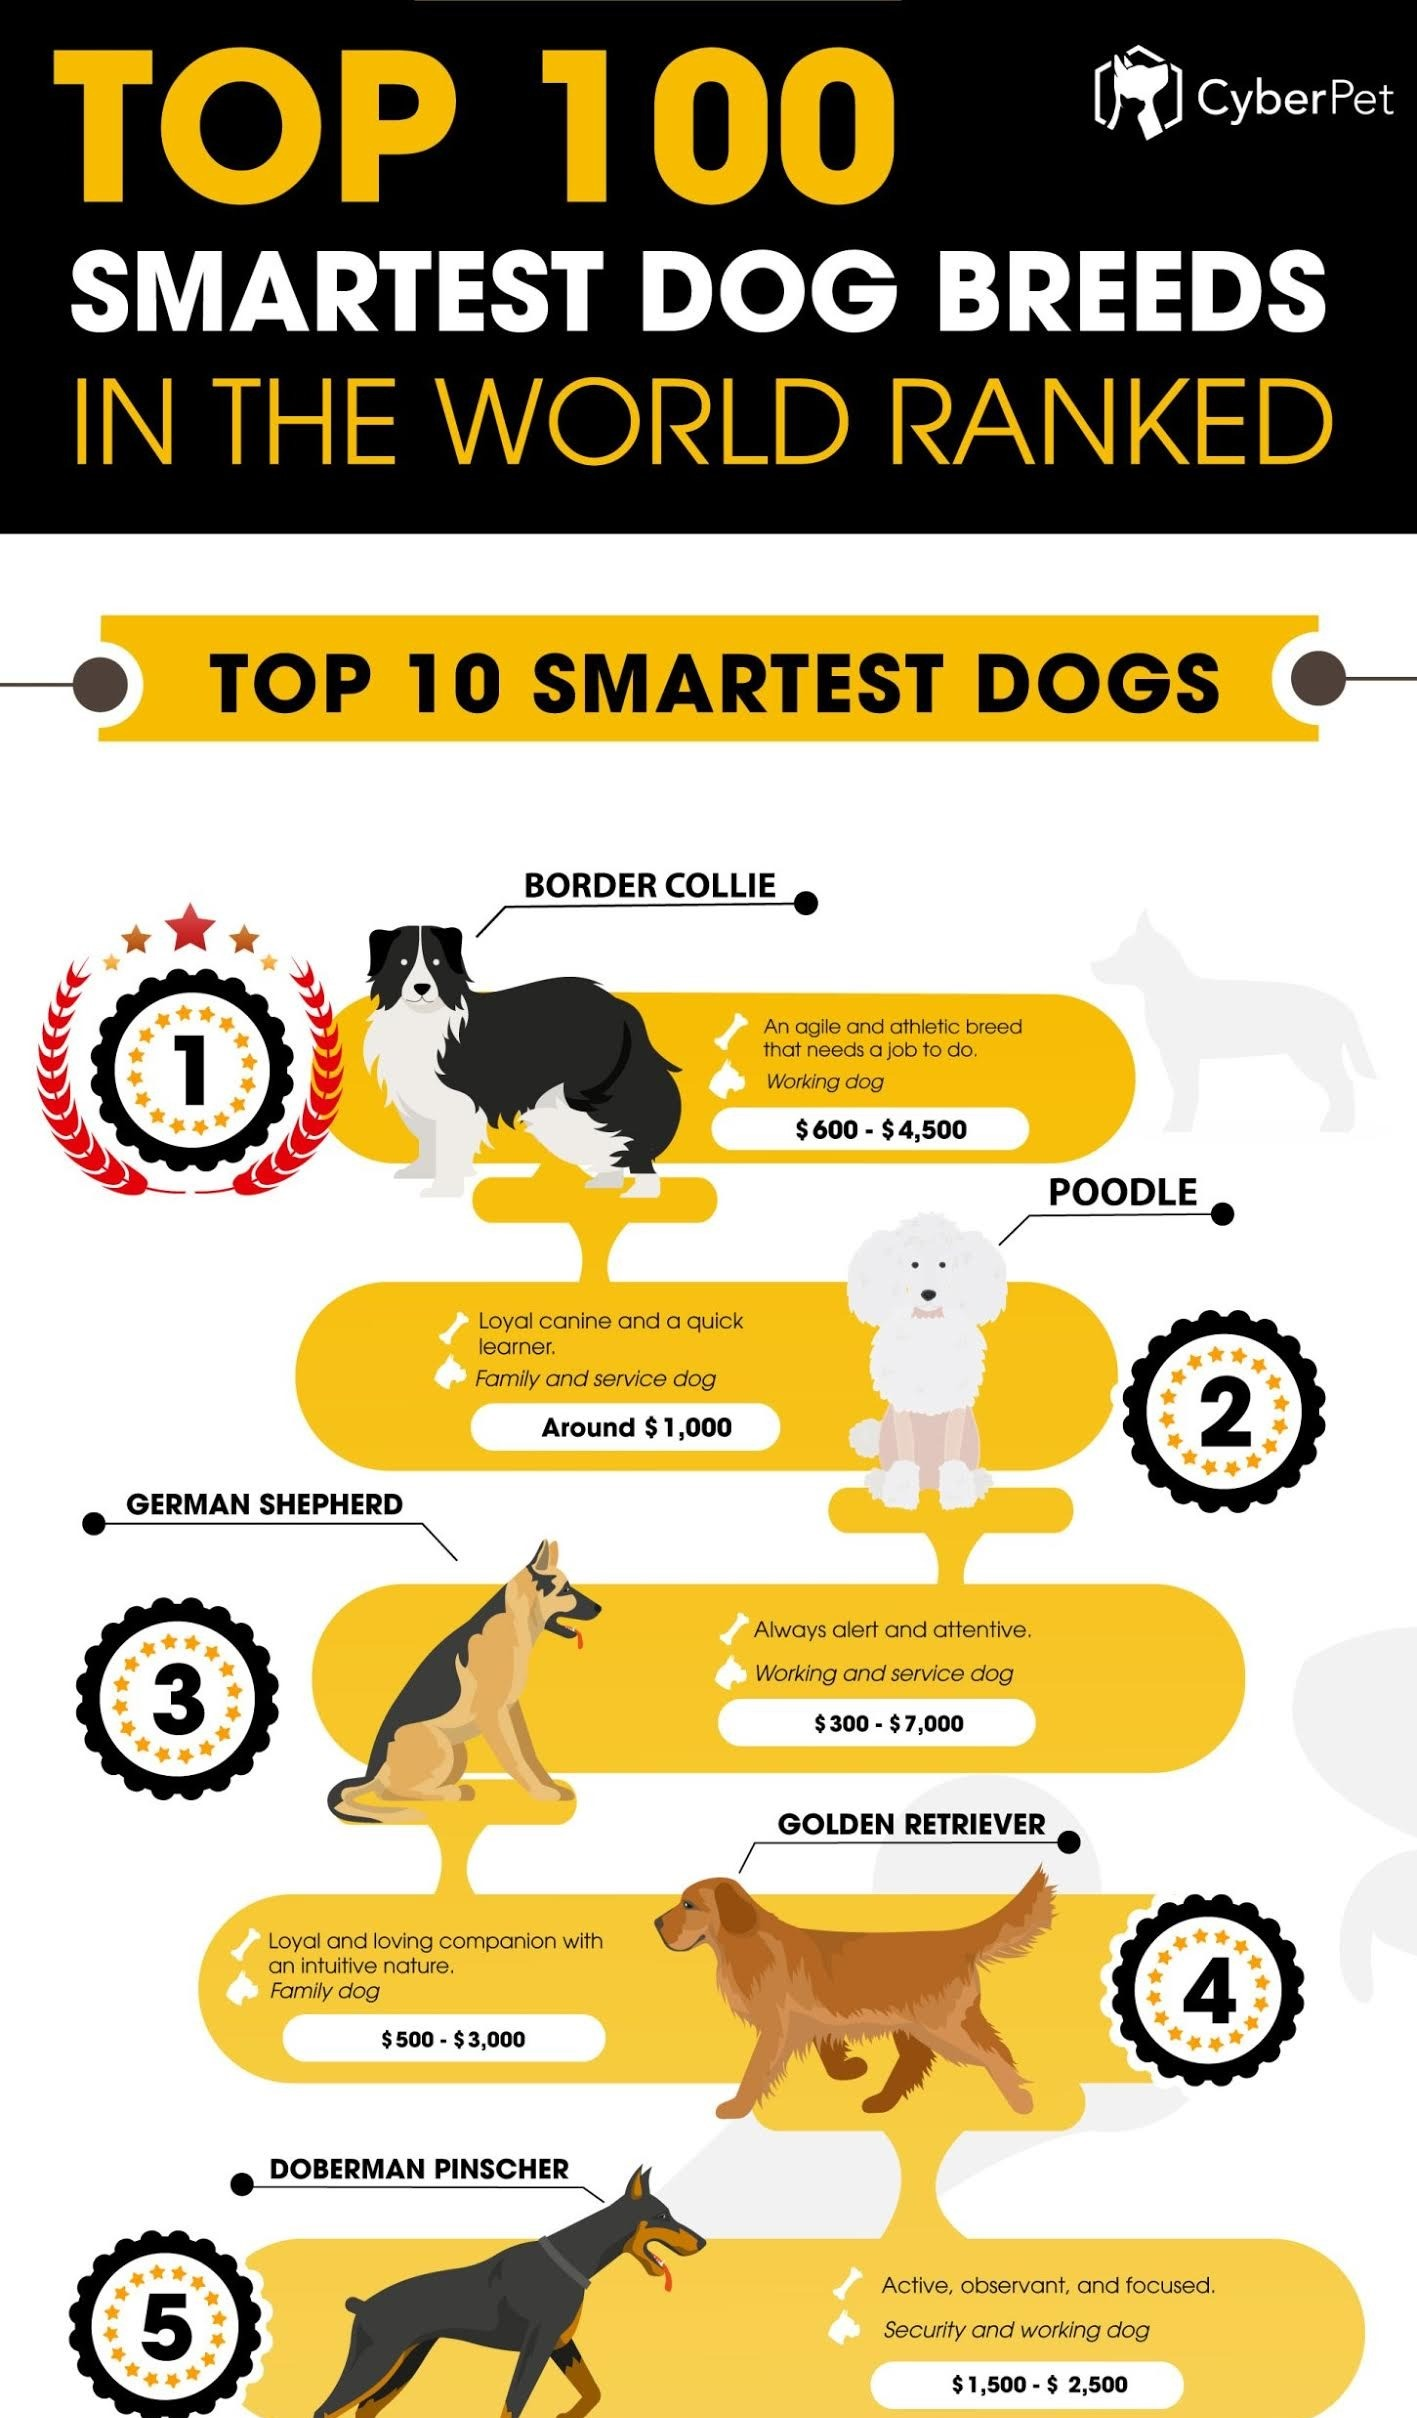 TOP 100
CyberPet
SMARTEST DOG BREEDS
IN THE WORLD RANKED
TOP 10 SMARTEST DOGS
BORDER COLLIE
1
An agile and athletic breed
that needs a job to do.
Working dog
$600 - $4,500
POODLE
Loyal canine and a quick
learner.
Family and service dog
Around $1,000
2
GERMAN SHEPHERD
3
Always alert and attentive.
Working and service dog
$300 - $7,000
GOLDEN RETRIEVER
Loyal and loving companion with
an intuitive nature.
Family dog
$500 - $3,000
4
DOBERMAN PINSCHER
5
Active, observant, and focused.
Security and working dog
$1,500 - $ 2,500